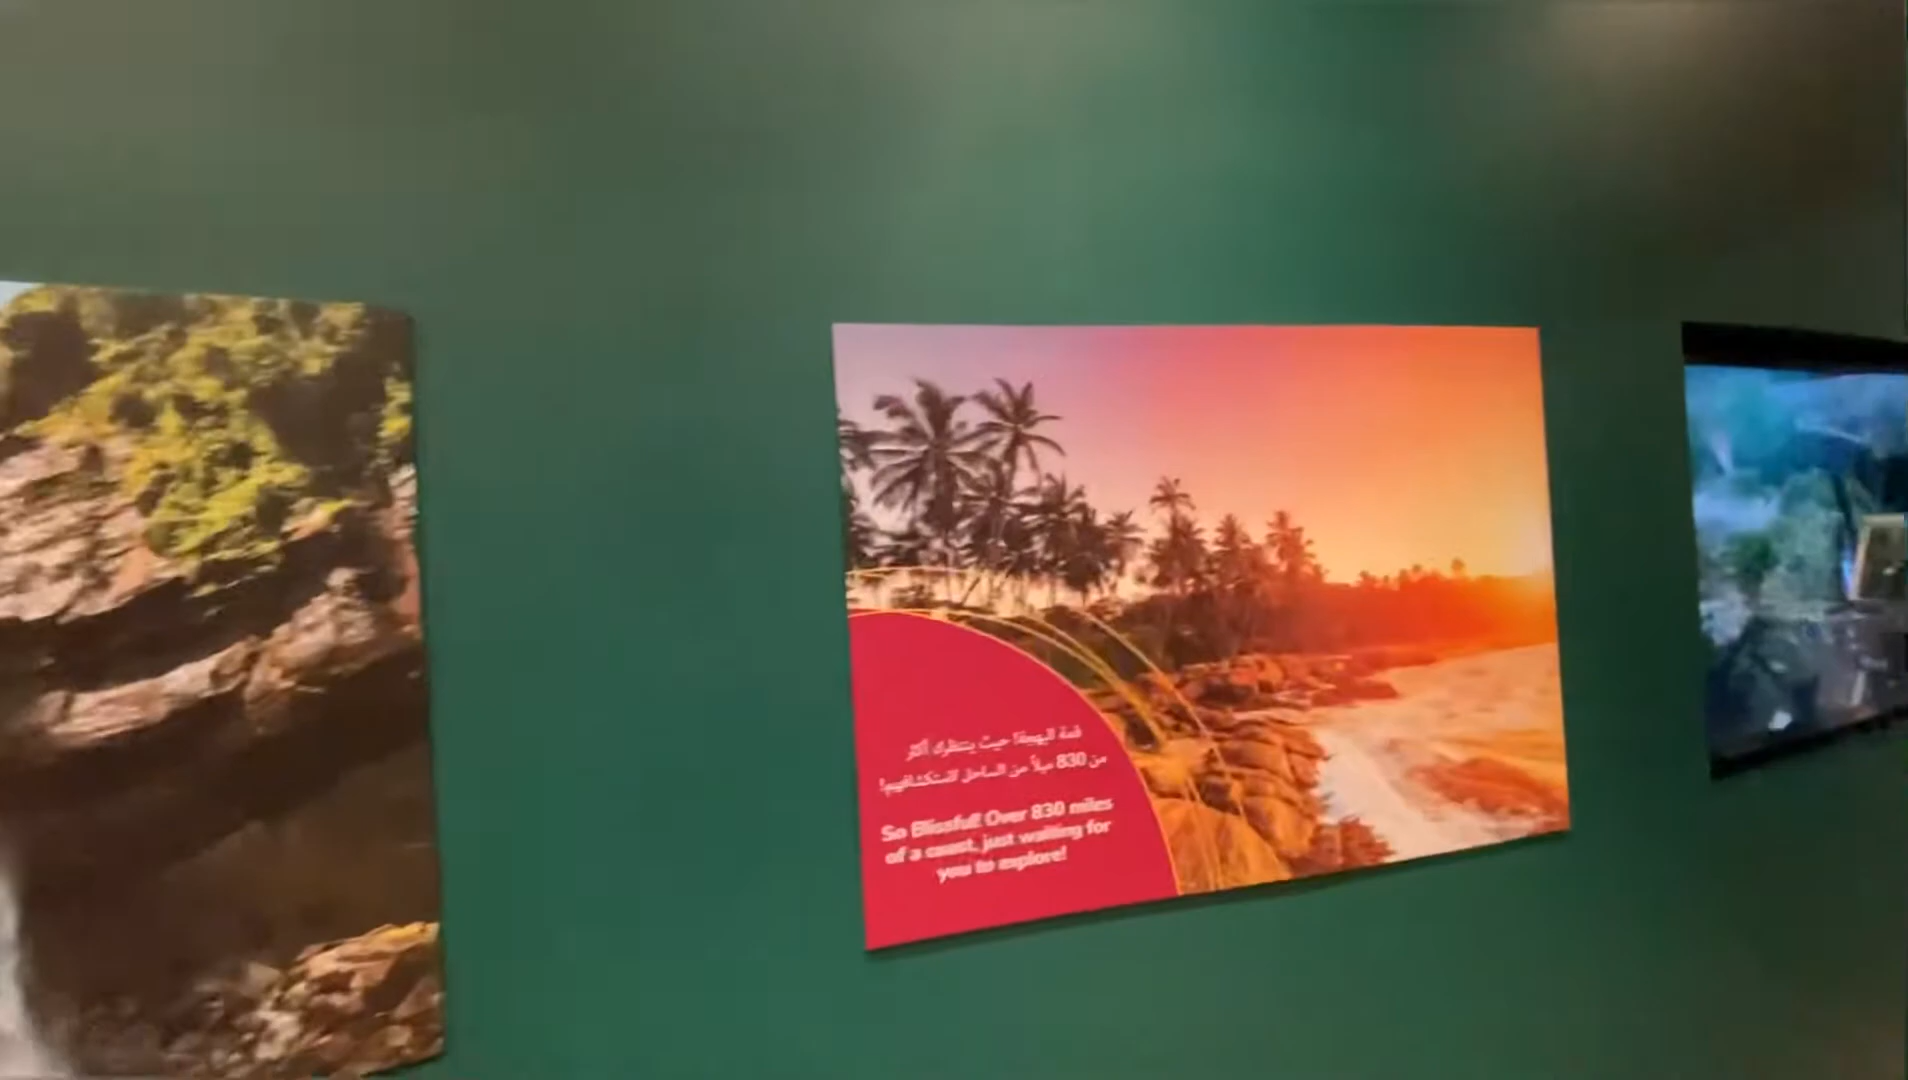 قمة البهجة! حيث ينتظرك أكثر
من 830 ميلاً من الساحل لتستكشافهم!
So Blissful! Over 830 miles
of a coast, just waiting for
you to explore!